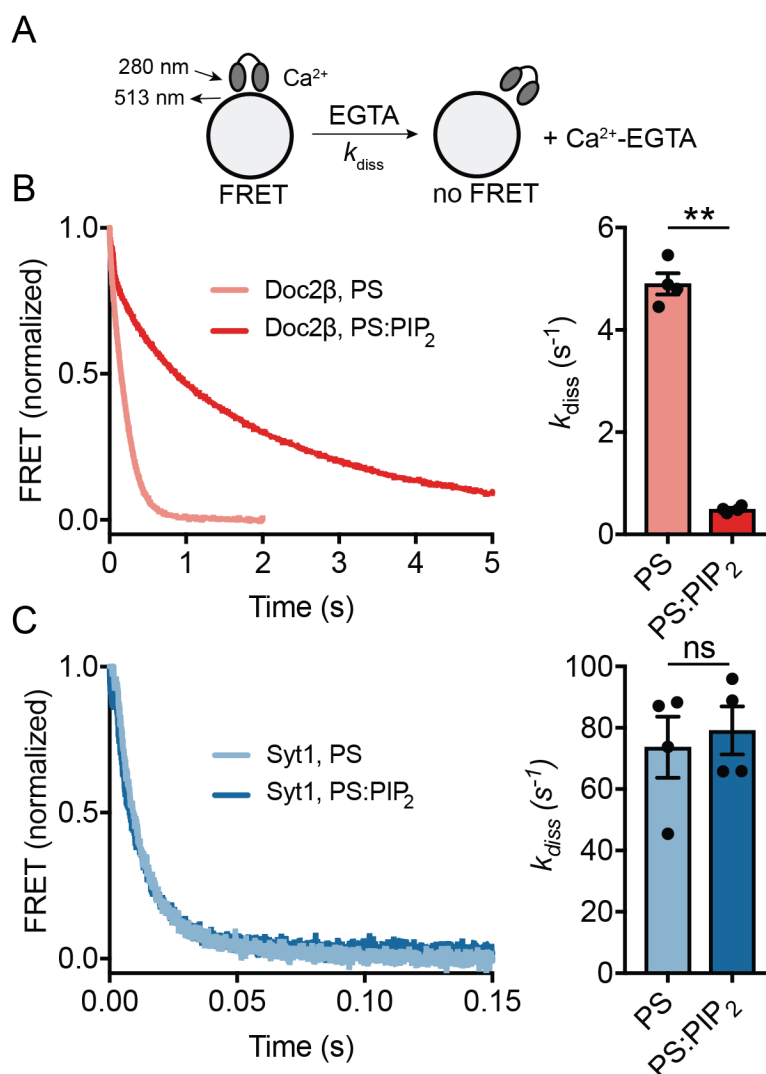 A
280 nm
513 nm
Ca²⁺
EGTA
k_diss
FRET
no FRET
+ Ca²⁺-EGTA
B
FRET (normalized)
1.0
0.5
0.0
Doc2β, PS
Doc2β, PS:PIP₂
0 1 2 3 4 5
Time (s)
k_diss (s⁻¹)
6
4
2
0
**
PS
PS:PIP₂
C
FRET (normalized)
1.0
0.5
0.0
Syt1, PS
Syt1, PS:PIP₂
0.00 0.05 0.10 0.15
Time (s)
k_diss (s⁻¹)
100
80
60
40
20
0
ns
PS
PS:PIP₂